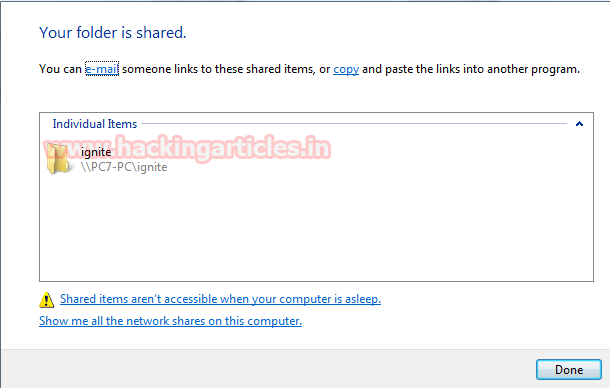 Your folder is shared.
You can e-mail someone links to these shared items, or copy and paste the links into another program.
Individual Items
www.hackingarticles.in
ignite
\\PC7-PC\ignite
Shared items aren't accessible when your computer is asleep.
Show me all the network shares on this computer.
Done